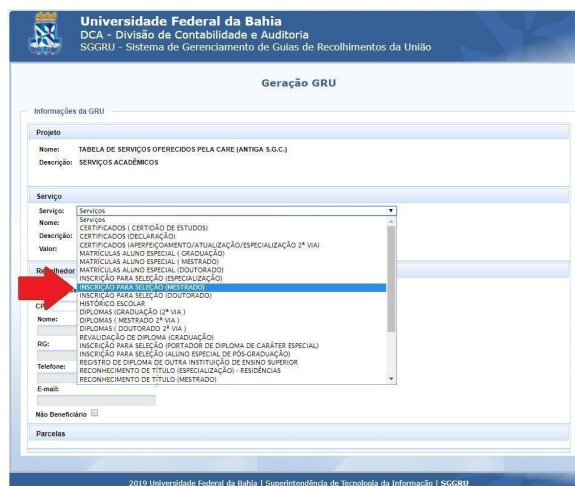 Universidade Federal da Bahia
DCA - Divisão de Contabilidade e Auditoria
SGGRU - Sistema de Gerenciamento de Guias de Recolhimentos da União
Geração GRU
Informações da GRU
Projeto
Nome: TABELA DE SERVIÇOS OFERECIDOS PELA CARE (ANTIGA S.G.C.)
Descrição: SERVIÇOS ACADÊMICOS
Serviço
Serviço: Serviços
Nome:
Descrição:
Valor:
Serviços
CERTIFICADOS ( CERTIDÃO DE ESTUDOS)
CERTIFICADOS (DECLARAÇÃO)
CERTIFICADOS (APERFEIÇOAMENTO/ATUALIZAÇÃO/ESPECIALIZAÇÃO 2ª VIA)
MATRÍCULAS ALUNO ESPECIAL ( GRADUAÇÃO)
MATRÍCULAS ALUNO ESPECIAL ( MESTRADO)
MATRÍCULAS ALUNO ESPECIAL (DOUTORADO)
INSCRIÇÃO PARA SELEÇÃO (ESPECIALIZAÇÃO)
INSCRIÇÃO PARA SELEÇÃO (MESTRADO)
INSCRIÇÃO PARA SELEÇÃO (DOUTORADO)
HISTÓRICO ESCOLAR
DIPLOMAS (GRADUAÇÃO (2ª VIA )
DIPLOMAS ( MESTRADO 2ª VIA )
DIPLOMAS ( DOUTORADO 2ª VIA )
REVALIDAÇÃO DE DIPLOMA (GRADUAÇÃO)
INSCRIÇÃO PARA SELEÇÃO (PORTADOR DE DIPLOMA DE CARÁTER ESPECIAL)
INSCRIÇÃO PARA SELEÇÃO (ALUNO ESPECIAL DE PÓS-GRADUAÇÃO)
REGISTRO DE DIPLOMA DE OUTRA INSTITUIÇÃO DE ENSINO SUPERIOR
RECONHECIMENTO DE TÍTULO (ESPECIALIZAÇÃO) - RESIDÊNCIAS
RECONHECIMENTO DE TÍTULO (MESTRADO)
Nome:
RG:
Telefone:
E-mail:
Não Beneficiário
Parcelas
2019 Universidade Federal da Bahia | Superintendência de Tecnologia da Informação | SGGRU